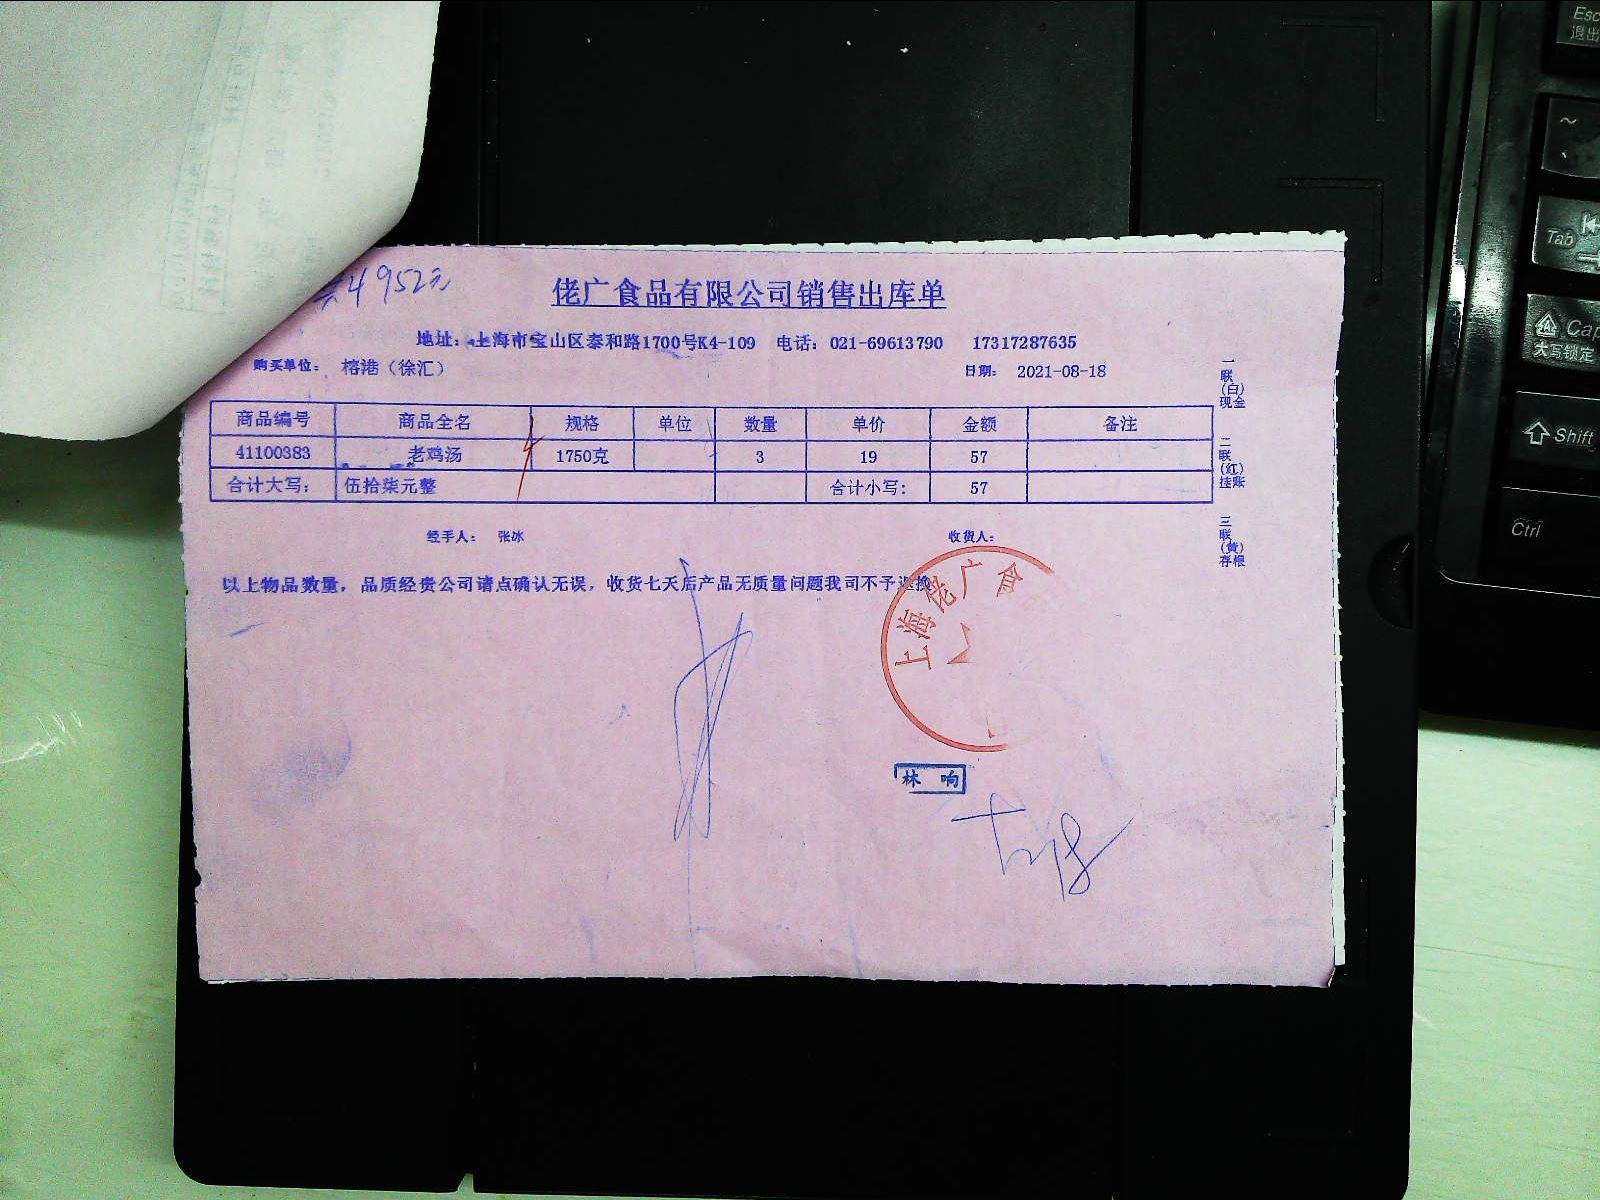 共4952元
佬广食品有限公司销售出库单
地址：上海市宝山区泰和路1700号K4-109 电话：021-69613790 17317287635
购买单位： 榕港（徐汇） 日期： 2021-08-18
商品编号 商品全名 规格 单位 数量 单价 金额 备注
41100383 老鸡汤 1750克 3 19 57
合计大写： 伍拾柒元整 合计小写： 57
经手人： 张冰 收货人：
以上物品数量，品质经贵公司请点确认无误，收货七天后产品无质量问题我司不予退换
一联(白)现金
二联(红)挂账
三联(黄)存根
上海佬广食
林响
Esc
退出
~
Tab
Cap
大写锁定
Shift
Ctrl